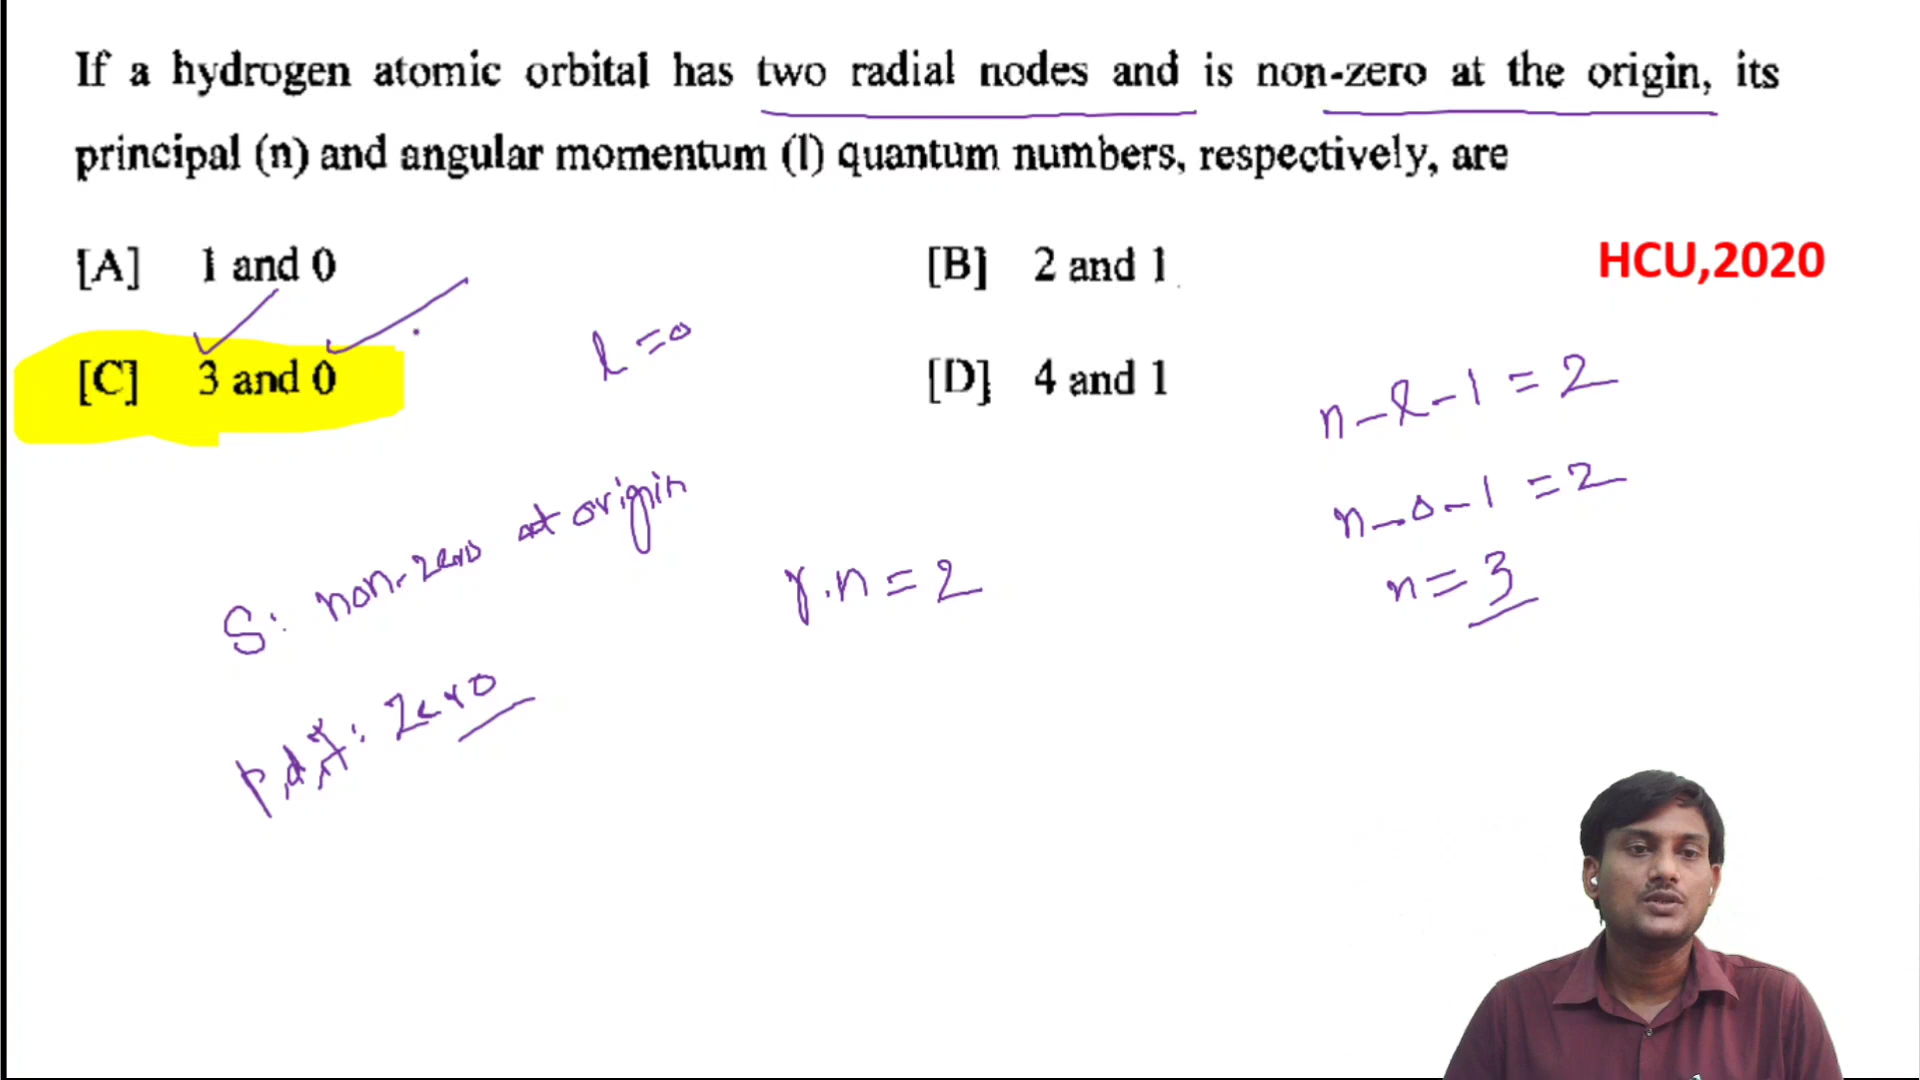 If a hydrogen atomic orbital has two radial nodes and is non-zero at the origin, its
principal (n) and angular momentum (l) quantum numbers, respectively, are
[A] 1 and 0
[B] 2 and 1
HCU,2020
[C] 3 and 0
[D] 4 and 1
l = 0
n - l - 1 = 2
n - 0 - 1 = 2
n = 3
S: non-zero at origin
r.n = 2
p,d,f: Zero